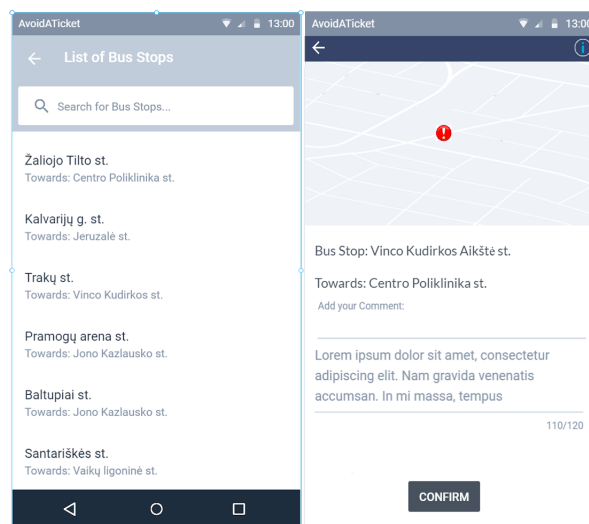 AvoidATicket
13:00
List of Bus Stops
Search for Bus Stops...
Žaliojo Tilto st.
Towards: Centro Poliklinika st.
Kalvarijų g. st.
Towards: Jeruzalė st.
Trakų st.
Towards: Vinco Kudirkos st.
Pramogų arena st.
Towards: Jono Kazlausko st.
Baltupiai st.
Towards: Jono Kazlausko st.
Santariškės st.
Towards: Vaikų ligoninė st.
AvoidATicket
13:00
Bus Stop: Vinco Kudirkos Aikštė st.
Towards: Centro Poliklinika st.
Add your Comment:
Lorem ipsum dolor sit amet, consectetur
adipiscing elit. Nam gravida venenatis
accumsan. In mi massa, tempus
110/120
CONFIRM